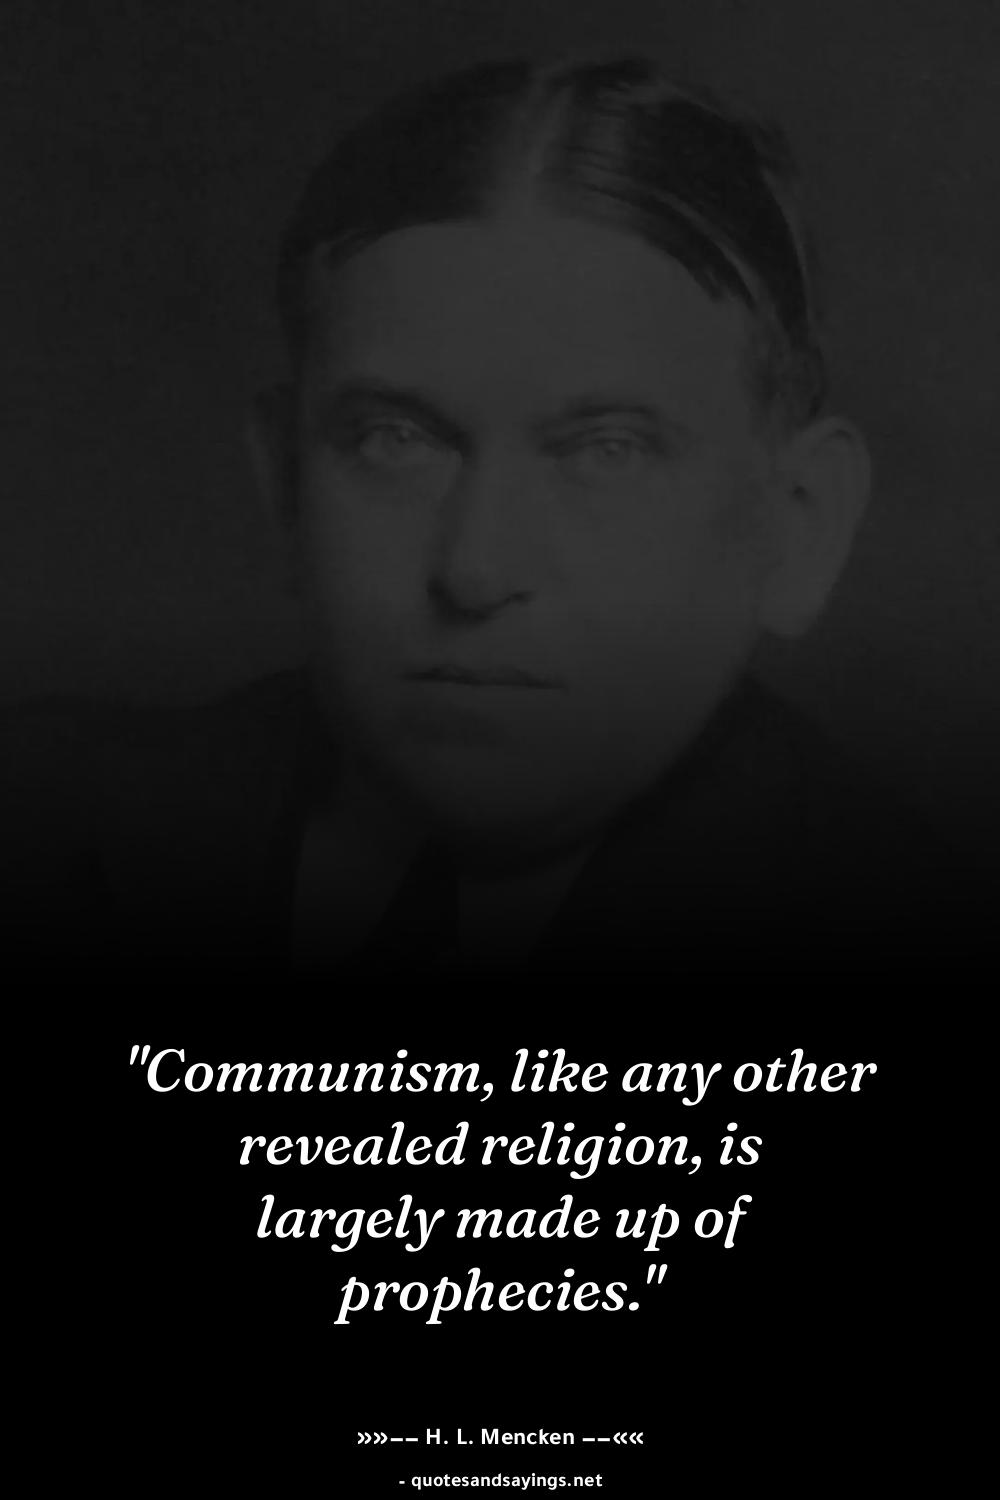 "Communism, like any other
revealed religion, is
largely made up of
prophecies."
»»−− H. L. Mencken −−««
- quotesandsayings.net